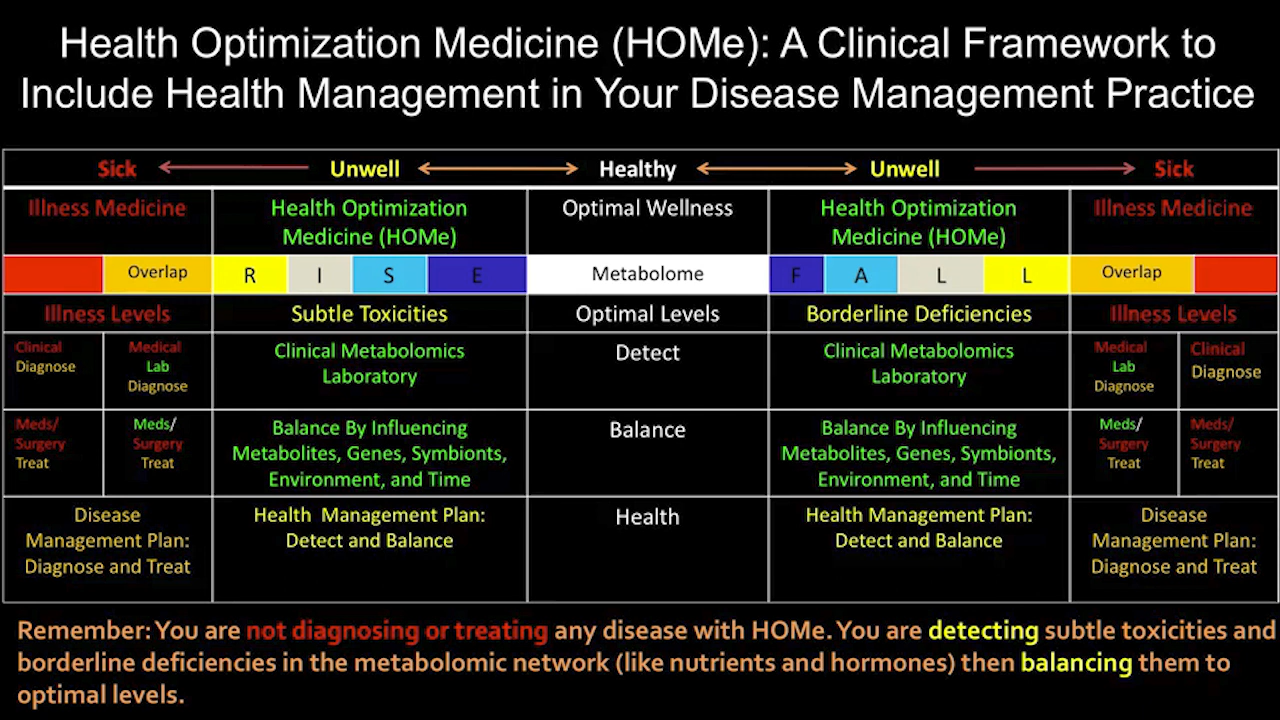 Health Optimization Medicine (HOMe): A Clinical Framework to
Include Health Management in Your Disease Management Practice
Sick Unwell Healthy Unwell Sick
Illness Medicine
Health Optimization
Medicine (HOMe)
Optimal Wellness
Health Optimization
Medicine (HOMe)
Illness Medicine
Overlap R I S E Metabolome F A L L Overlap
Illness Levels Subtle Toxicities Optimal Levels Borderline Deficiencies Illness Levels
Clinical
Diagnose
Medical
Lab
Diagnose
Clinical Metabolomics
Laboratory
Detect
Clinical Metabolomics
Laboratory
Medical
Lab
Diagnose
Clinical
Diagnose
Meds/
Surgery
Treat
Meds/
Surgery
Treat
Balance By Influencing
Metabolites, Genes, Symbionts,
Environment, and Time
Balance
Balance By Influencing
Metabolites, Genes, Symbionts,
Environment, and Time
Meds/
Surgery
Treat
Meds/
Surgery
Treat
Disease
Management Plan:
Diagnose and Treat
Health Management Plan:
Detect and Balance
Health
Health Management Plan:
Detect and Balance
Disease
Management Plan:
Diagnose and Treat
Remember: You are not diagnosing or treating any disease with HOMe. You are detecting subtle toxicities and
borderline deficiencies in the metabolomic network (like nutrients and hormones) then balancing them to
optimal levels.